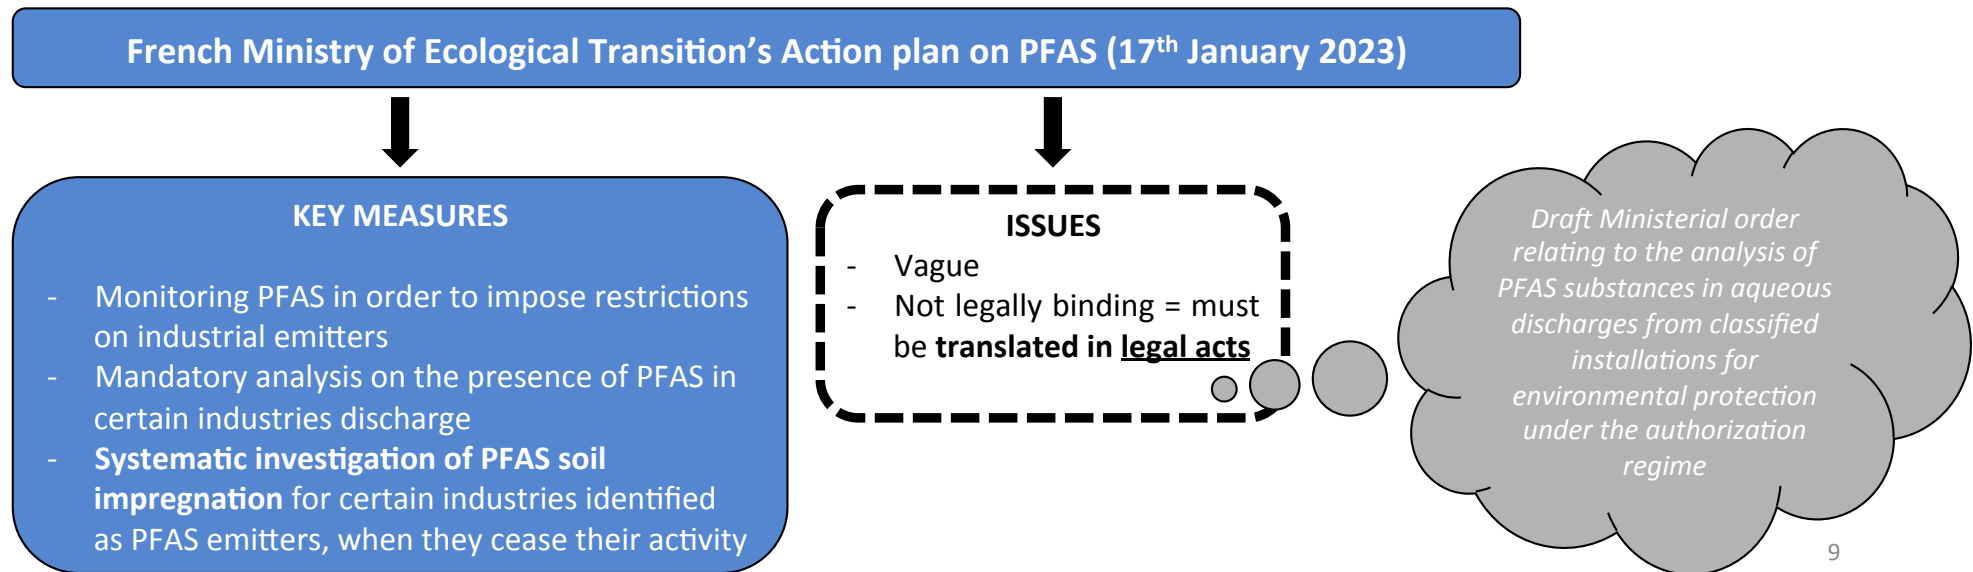 French Ministry of Ecological Transition’s Action plan on PFAS (17th January 2023)
KEY MEASURES
- Monitoring PFAS in order to impose restrictions
on industrial emitters
- Mandatory analysis on the presence of PFAS in
certain industries discharge
- Systematic investigation of PFAS soil
impregnation for certain industries identified
as PFAS emitters, when they cease their activity
ISSUES
- Vague
- Not legally binding = must
be translated in legal acts
Draft Ministerial order
relating to the analysis of
PFAS substances in aqueous
discharges from classified
installations for
environmental protection
under the authorization
regime
9